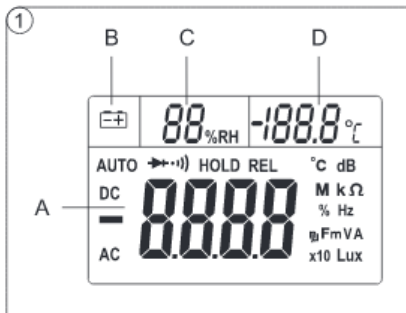 1
B C D
88 %RH -188.8 °C
AUTO HOLD REL °C dB
DC M k Ω
A 8.8.8.8 % Hz
AC FmVA
x10 Lux